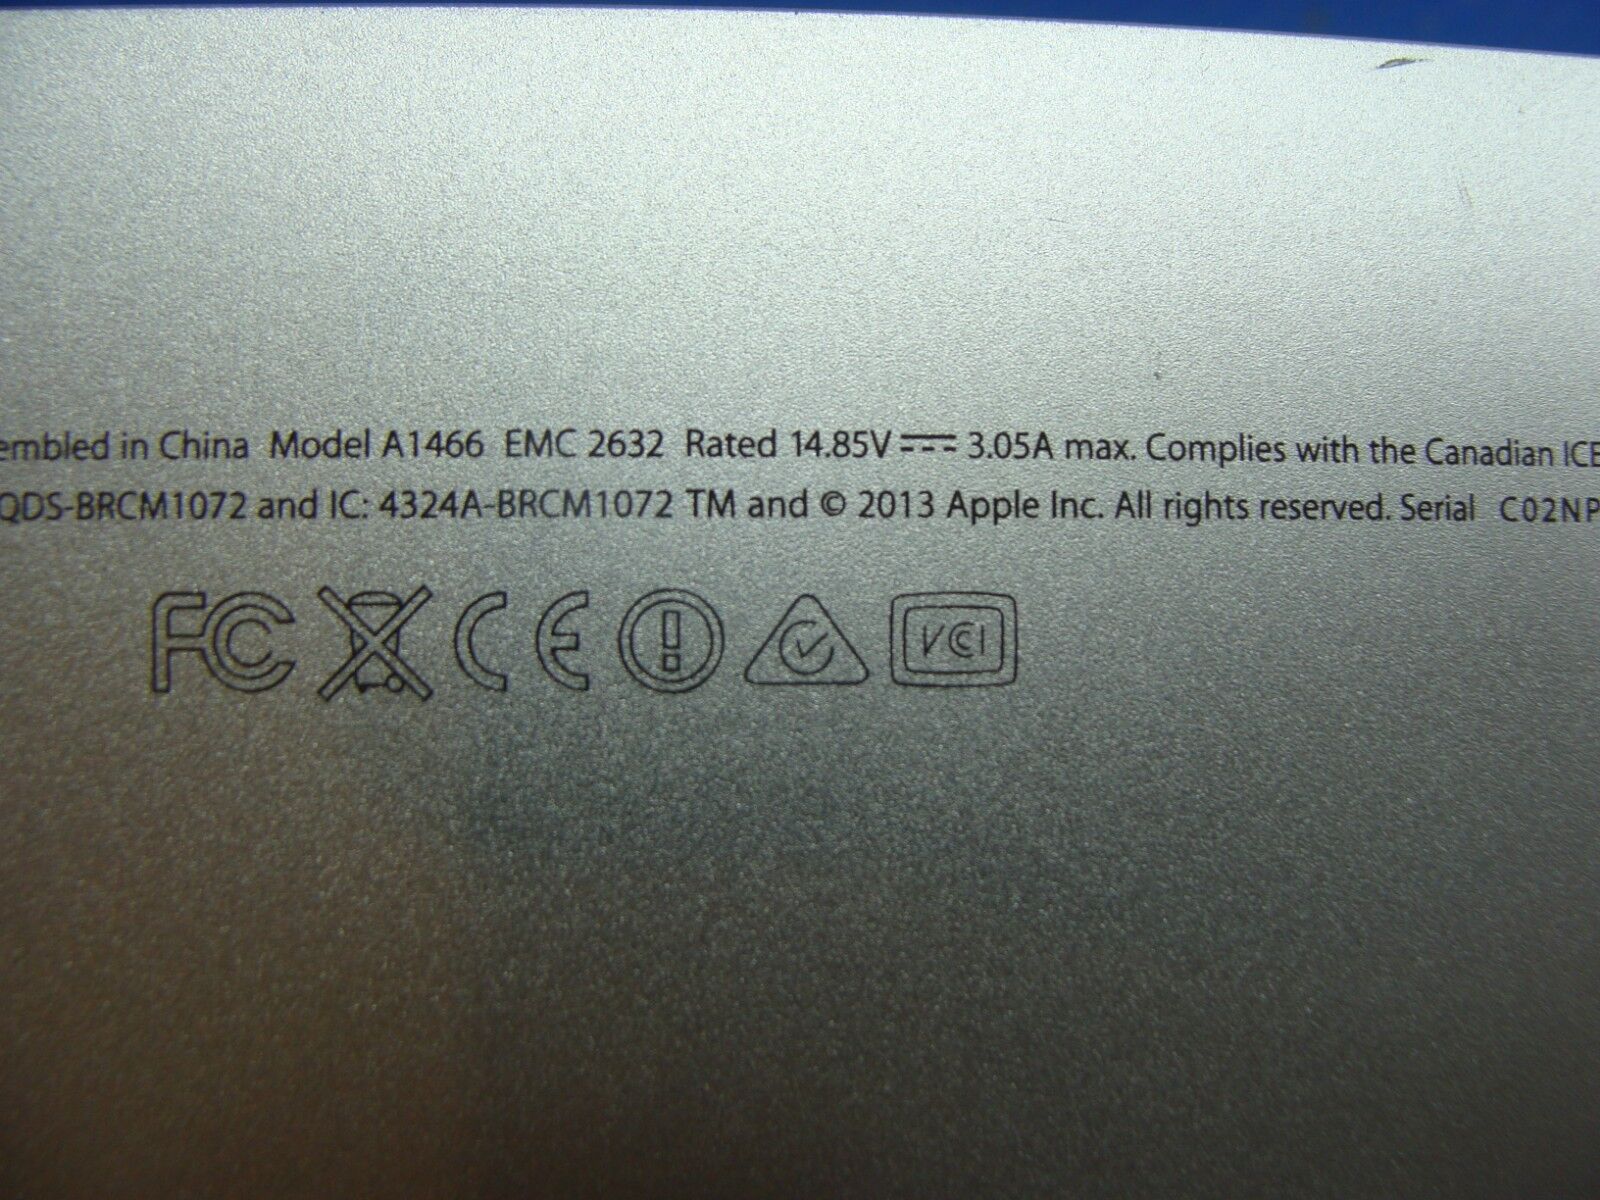 embled in China Model A1466 EMC 2632 Rated 14.85V ⎓ 3.05A max. Complies with the Canadian ICE
QDS-BRCM1072 and IC: 4324A-BRCM1072 TM and © 2013 Apple Inc. All rights reserved. Serial C02NP
FC CE VCCI